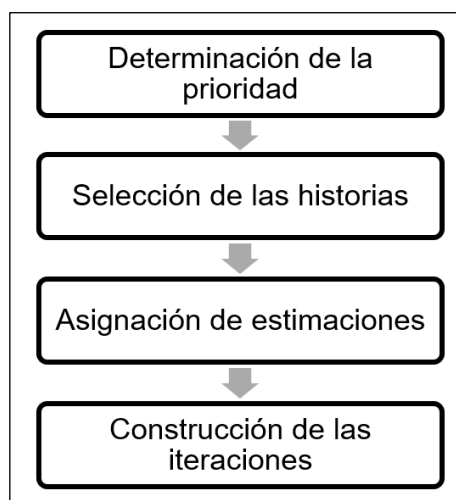 Determinación de la
prioridad
Selección de las historias
Asignación de estimaciones
Construcción de las
iteraciones